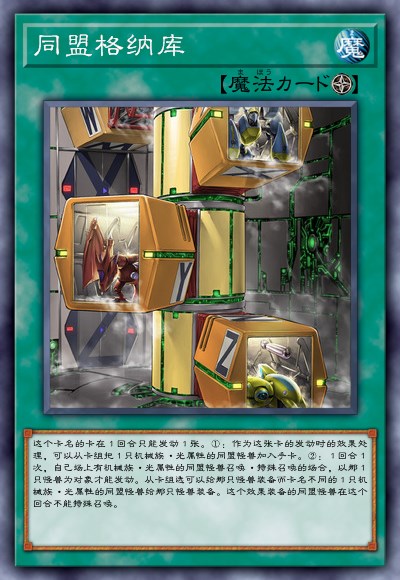 同盟格纳库
魔
【魔法カード】
まほう
W
M
X
Y
Z
这个卡名的卡在1回合只能发动1张。①：作为这张卡的发动时的效果处
理，可以从卡组把1只机械族·光属性的同盟怪兽加入手卡。②：1回合1
次，自己场上有机械族·光属性的同盟怪兽召唤·特殊召唤的场合，以那1
只怪兽为对象才能发动。从卡组选可以给那只怪兽装备而卡名不同的1只机
械族·光属性的同盟怪兽给那只怪兽装备。这个效果装备的同盟怪兽在这个
回合不能特殊召唤。